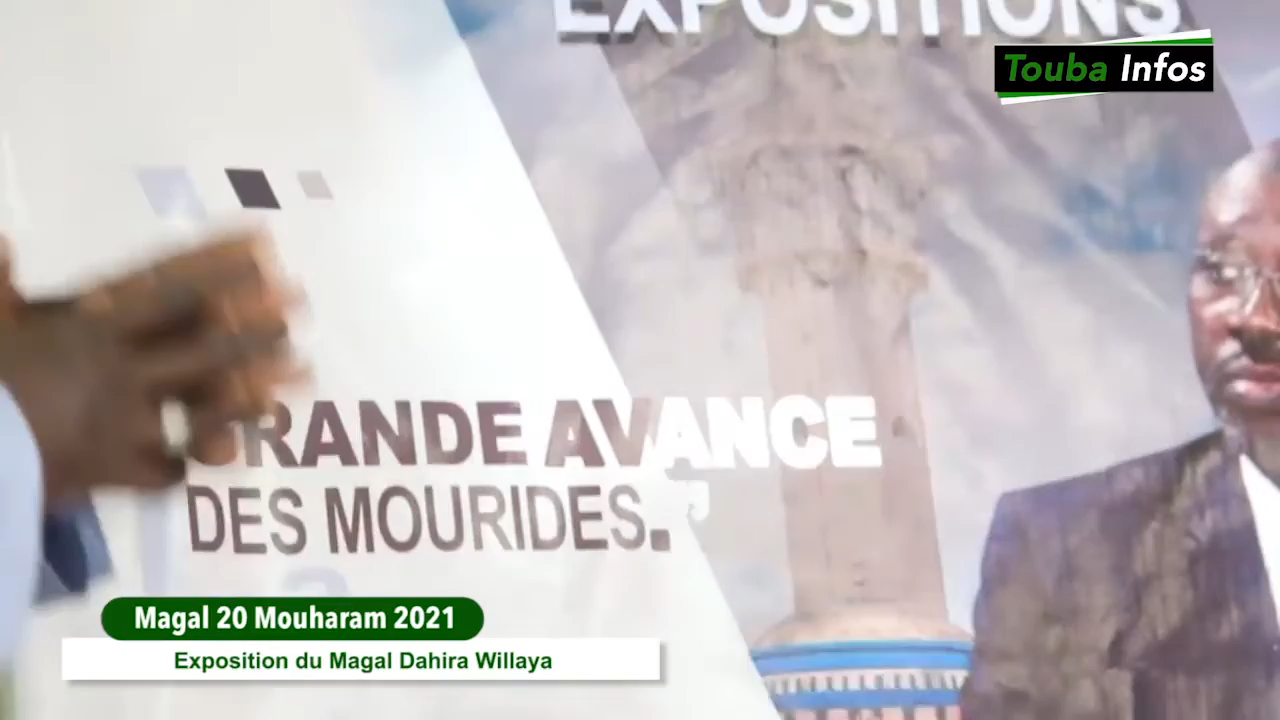 EXPOSITIONS
Touba Infos
GRANDE AVANCE
DES MOURIDES.
Magal 20 Mouharam 2021
Exposition du Magal Dahira Willaya